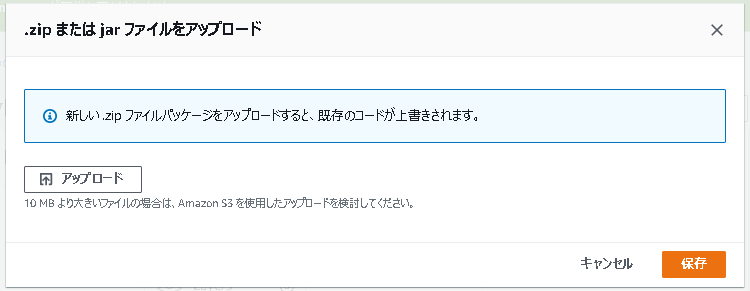 .zip または jar ファイルをアップロード
新しい .zip ファイルパッケージをアップロードすると、既存のコードが上書きされます。
アップロード
10 MB より大きいファイルの場合は、Amazon S3 を使用したアップロードを検討してください。
キャンセル
保存